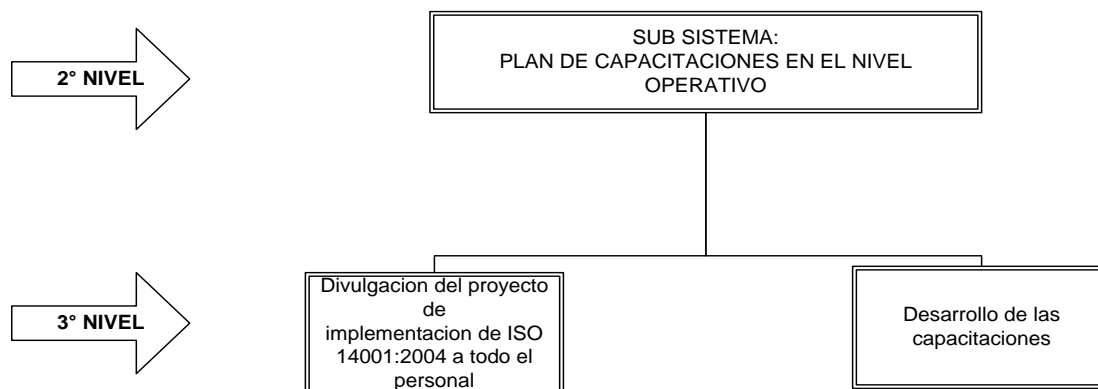 2° NIVEL
SUB SISTEMA:
PLAN DE CAPACITACIONES EN EL NIVEL
OPERATIVO
3° NIVEL
Divulgacion del proyecto
de
implementacion de ISO
14001:2004 a todo el
personal
Desarrollo de las
capacitaciones